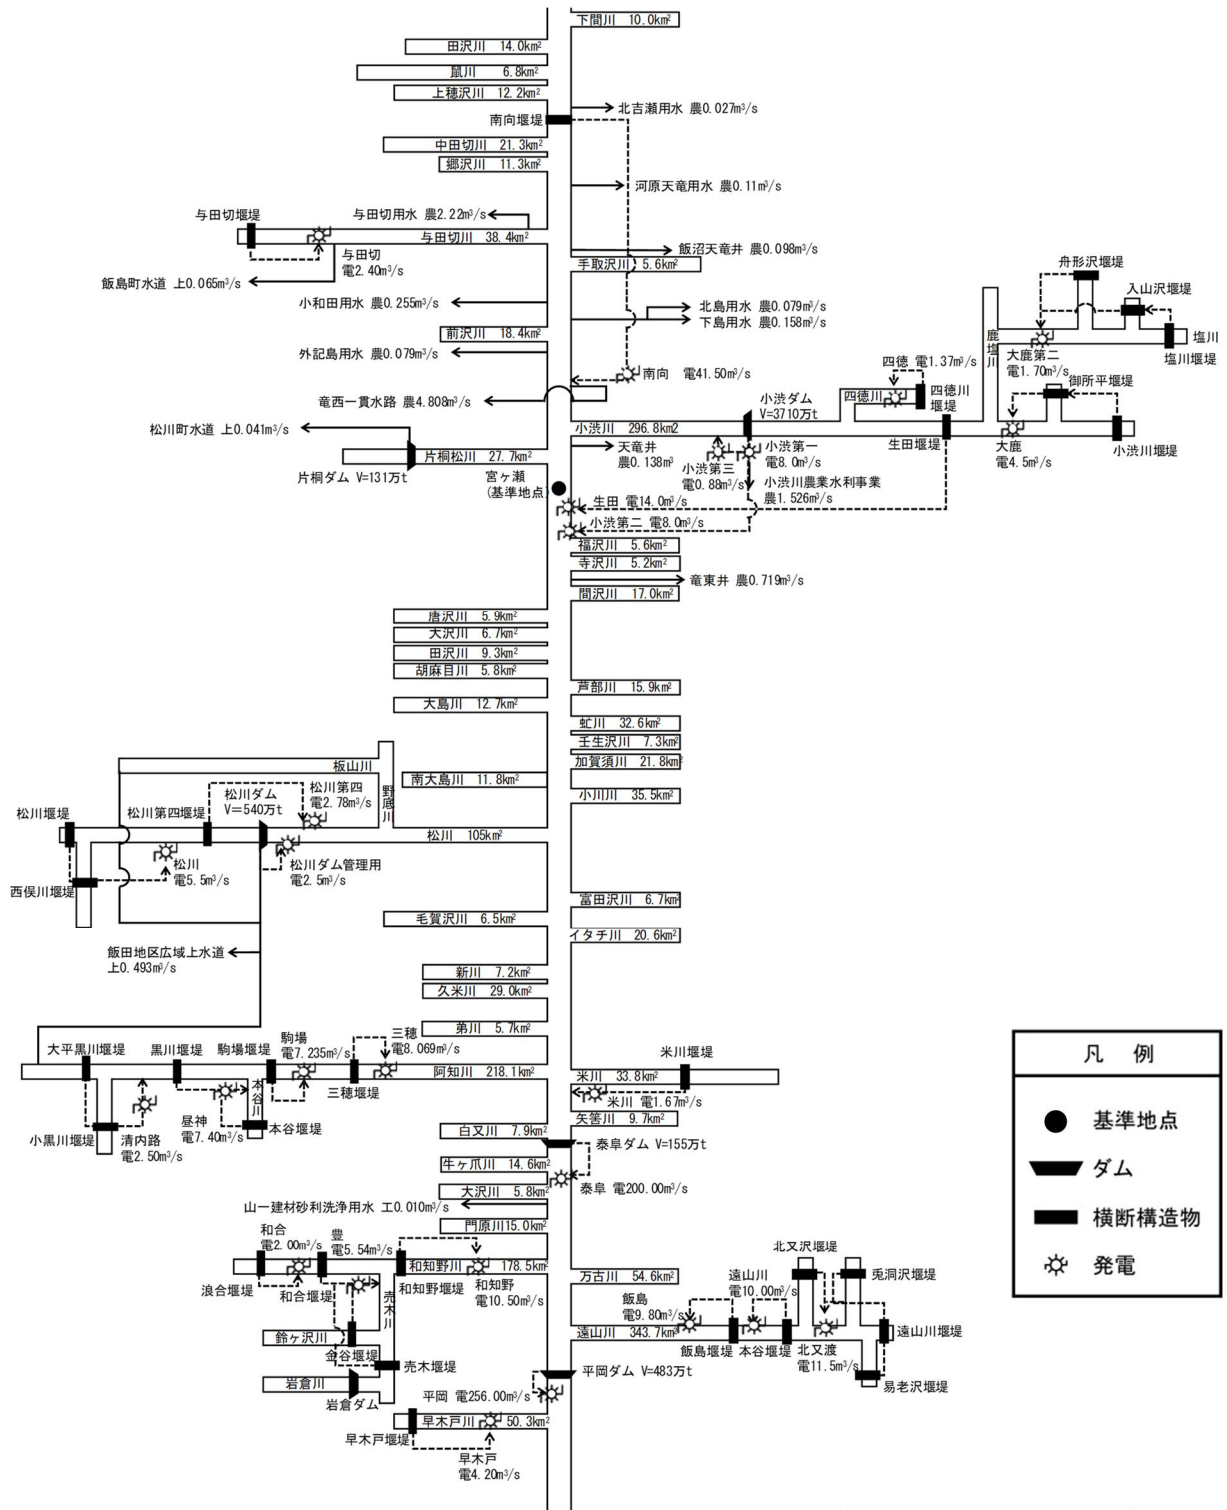 下間川 10.0km²
田沢川 14.0km²
鼠川 6.8km²
上穂沢川 12.2km²
北吉瀬用水 農0.027m³/s
南向堰堤
中田切川 21.3km²
郷沢川 11.3km²
河原天竜用水 農0.11m³/s
与田切堰堤
与田切用水 農2.22m³/s
与田切川 38.4km²
与田切
電2.40m³/s
飯島町水道 上0.065m³/s
飯沼天竜井 農0.098m³/s
手取沢川 5.6km²
舟形沢堰堤
入山沢堰堤
小和田用水 農0.255m³/s
北島用水 農0.079m³/s
下島用水 農0.158m³/s
前沢川 18.4km²
外記島用水 農0.079m³/s
鹿塩川
塩川
塩川堰堤
大鹿第二
電1.70m³/s
四徳 電1.37m³/s
南向 電41.50m³/s
御所平堰堤
竜西一貫水路 農4.808m³/s
小渋ダム
V=3710万t
四徳川
四徳川
堰堤
松川町水道 上0.041m³/s
小渋川 296.8km2
生田堰堤
大鹿
電4.5m³/s
小渋川堰堤
片桐松川 27.7km²
片桐ダム V=131万t
天竜井
農0.138m³
小渋第三
電0.88m³/s
小渋第一
電8.0m³/s
小渋川農業水利事業
農1.526m³/s
宮ヶ瀬
(基準地点)
生田 電14.0m³/s
小渋第二 電8.0m³/s
福沢川 5.6km²
寺沢川 5.2km²
竜東井 農0.719m³/s
間沢川 17.0km²
唐沢川 5.9km²
大沢川 6.7km²
田沢川 9.3km²
胡麻目川 5.8km²
芦部川 15.9km²
大島川 12.7km²
虻川 32.6km²
壬生沢川 7.3km²
加賀須川 21.8km²
板山川
野底川
南大島川 11.8km²
小川川 35.5km²
松川ダム
V=540万t
松川第四
電2.78m³/s
松川堰堤
松川第四堰堤
松川 105km²
松川
電5.5m³/s
松川ダム管理用
電2.5m³/s
西俣川堰堤
富田沢川 6.7km²
毛賀沢川 6.5km²
イタチ川 20.6km²
飯田地区広域上水道
上0.493m³/s
新川 7.2km²
久米川 29.0km²
弟川 5.7km²
大平黒川堰堤
黒川堰堤
駒場堰堤
駒場
電7.235m³/s
三穂
電8.069m³/s
阿知川 218.1km²
三穂堰堤
本谷川
米川堰堤
米川 33.8km²
米川 電1.67m³/s
矢筈川 9.7km²
小黒川堰堤
清内路
電2.50m³/s
昼神
電7.40m³/s
本谷堰堤
白又川 7.9km²
泰阜ダム V=155万t
牛ヶ爪川 14.6km²
大沢川 5.8km²
泰阜 電200.00m³/s
山一建材砂利洗浄用水 工0.010m³/s
門原川15.0km²
和合
電2.00m³/s
豊
電5.54m³/s
和知野川 178.5km²
浪合堰堤
和合堰堤
和知野堰堤
和知野
電10.50m³/s
売木川
鈴ヶ沢川
金谷堰堤
売木堰堤
岩倉川
岩倉ダム
万古川 54.6km²
北又沢堰堤
兎洞沢堰堤
遠山川
電10.00m³/s
飯島
電9.80m³/s
遠山川 343.7km²
飯島堰堤
本谷堰堤
北又渡
電11.5m³/s
遠山川堰堤
易老沢堰堤
平岡ダム V=483万t
平岡 電256.00m³/s
早木戸川 50.3km²
早木戸堰堤
早木戸
電4.20m³/s
凡 例
基準地点
ダム
横断構造物
発電